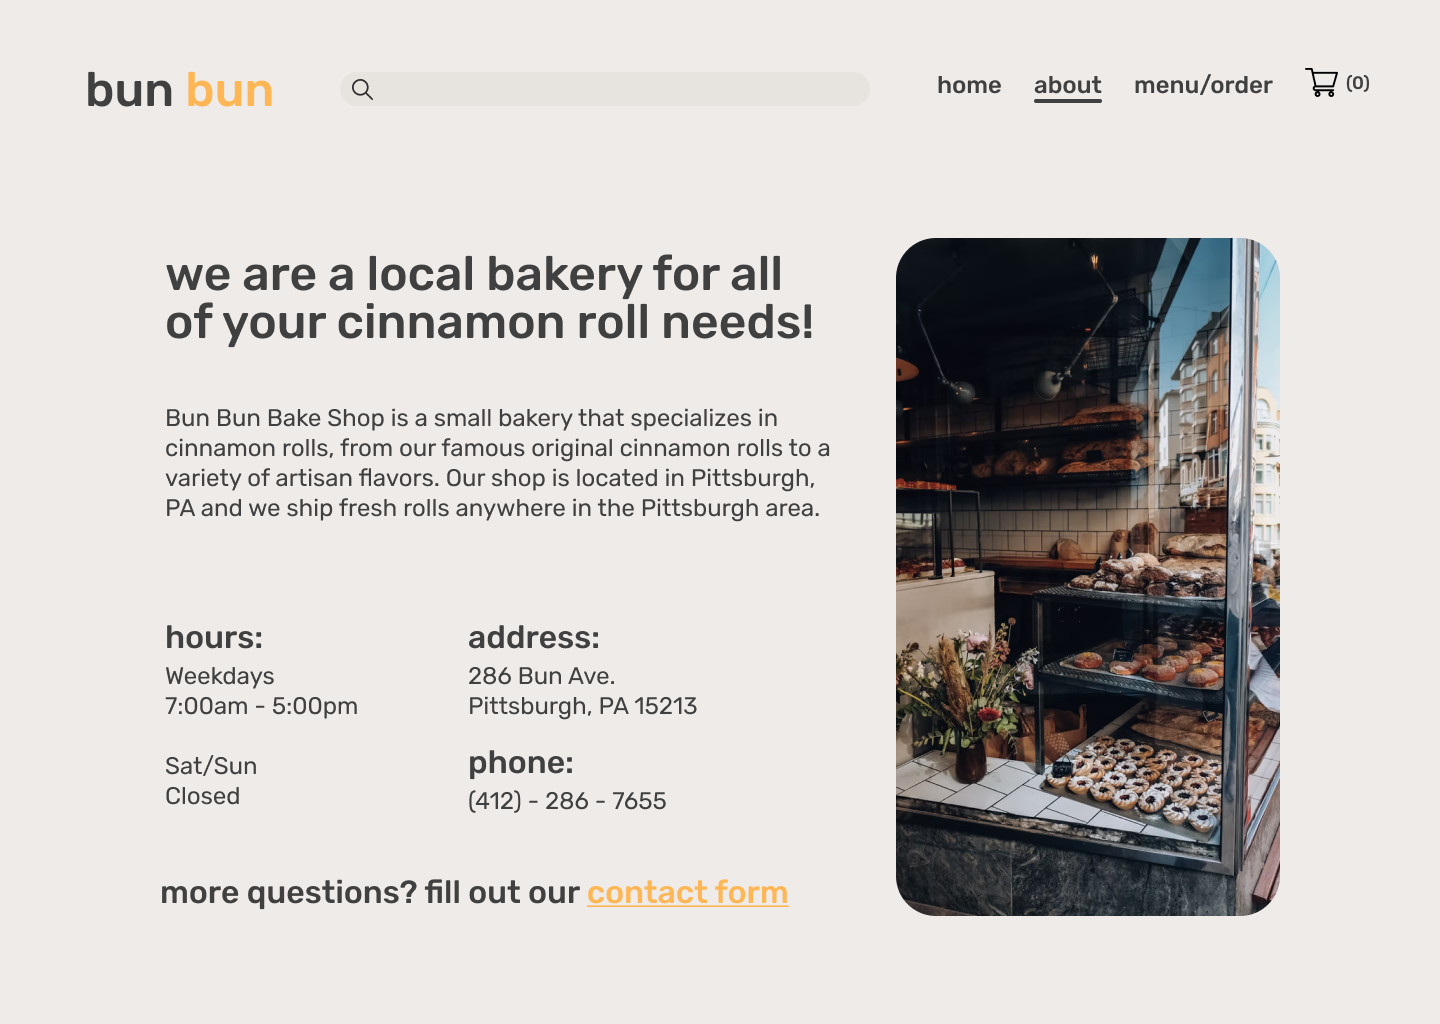 bun bun
home about menu/order (0)
we are a local bakery for all
of your cinnamon roll needs!
Bun Bun Bake Shop is a small bakery that specializes in
cinnamon rolls, from our famous original cinnamon rolls to a
variety of artisan flavors. Our shop is located in Pittsburgh,
PA and we ship fresh rolls anywhere in the Pittsburgh area.
hours:
Weekdays
7:00am - 5:00pm
Sat/Sun
Closed
address:
286 Bun Ave.
Pittsburgh, PA 15213
phone:
(412) - 286 - 7655
more questions? fill out our contact form